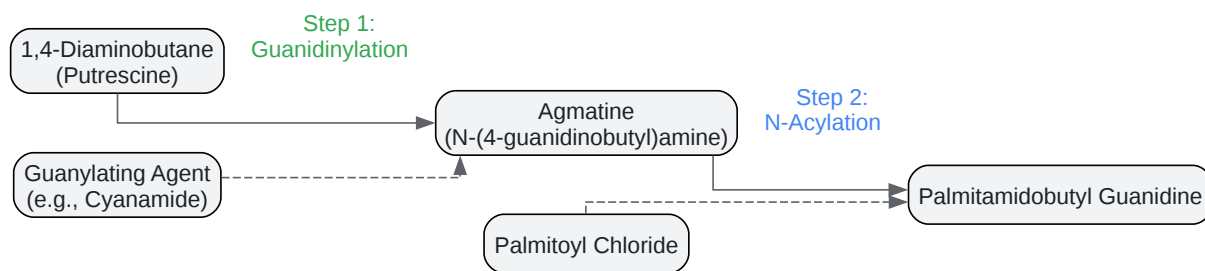 Step 1:
Guanidinylation
1,4-Diaminobutane
(Putrescine)
Agmatine
(N-(4-guanidinobutyl)amine)
Step 2:
N-Acylation
Guanylating Agent
(e.g., Cyanamide)
Palmitoyl Chloride
Palmitamidobutyl Guanidine